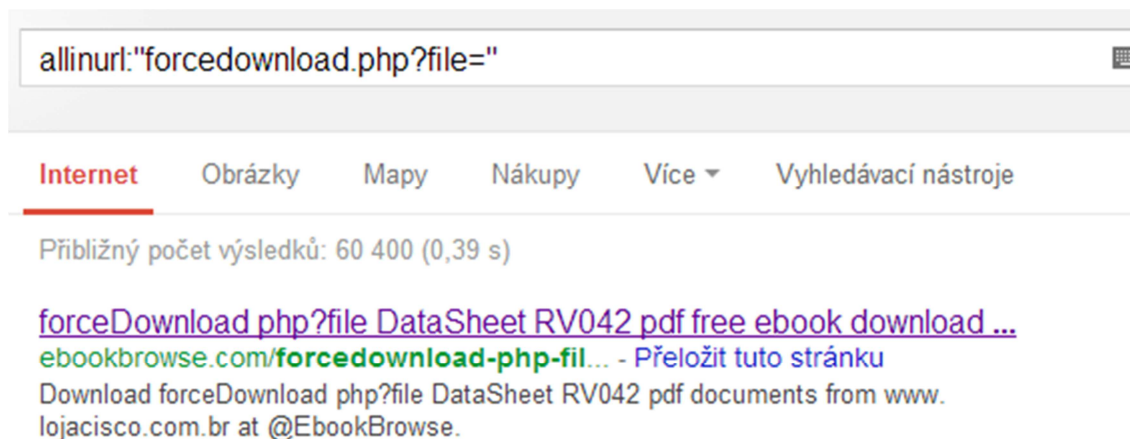 allinurl:"forcedownload.php?file="
Internet Obrázky Mapy Nákupy Více Vyhledávací nástroje
Přibližný počet výsledků: 60 400 (0,39 s)
forceDownload php?file DataSheet RV042 pdf free ebook download ...
ebookbrowse.com/forcedownload-php-fil... - Přeložit tuto stránku
Download forceDownload php?file DataSheet RV042 pdf documents from www.
lojacisco.com.br at @EbookBrowse.